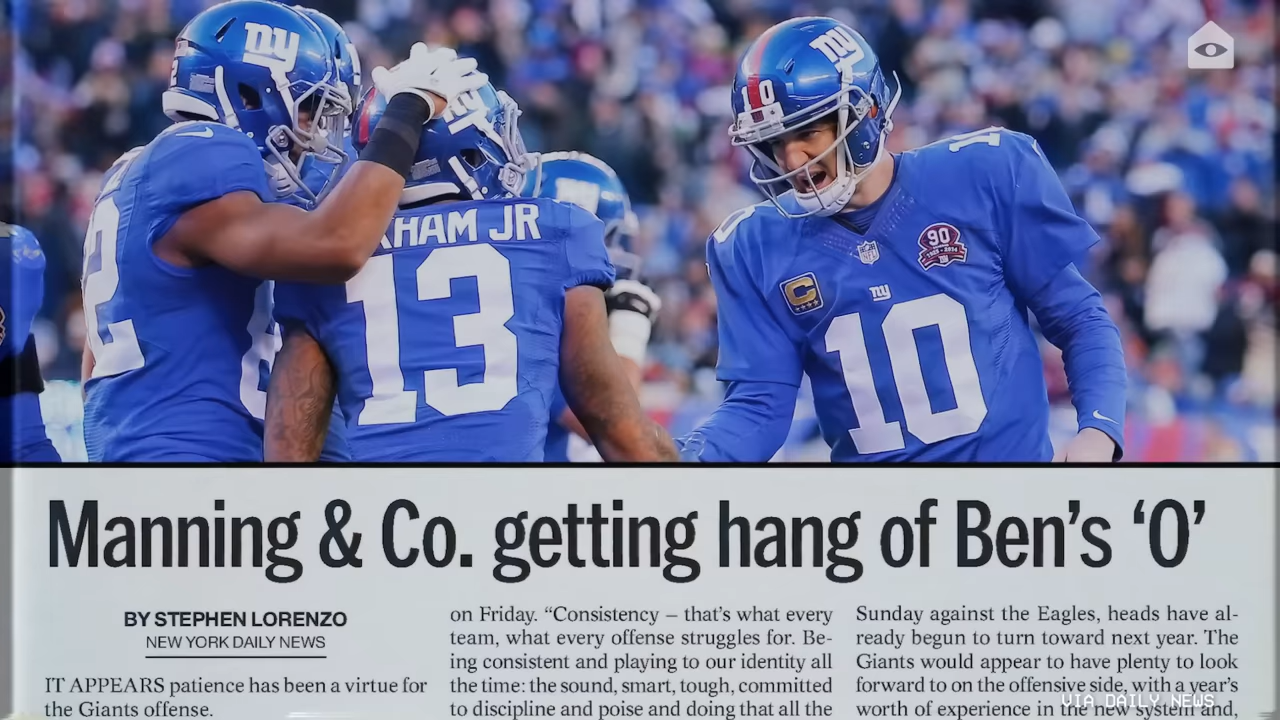 ny
ny
10
ny
HAM JR
13
2
8
10
90
1925 - 2014
NFL
C
ny
10
Manning & Co. getting hang of Ben’s ‘O’
BY STEPHEN LORENZO
NEW YORK DAILY NEWS
IT APPEARS patience has been a virtue for
the Giants offense.
on Friday. “Consistency – that’s what every
team, what every offense struggles for. Be-
ing consistent and playing to our identity all
the time: the sound, smart, tough, committed
to discipline and poise and doing that all the
Sunday against the Eagles, heads have al-
ready begun to turn toward next year. The
Giants would appear to have plenty to look
forward to on the offensive side, with a year’s
worth of experience in the new system and,
VIA DAILY NEWS